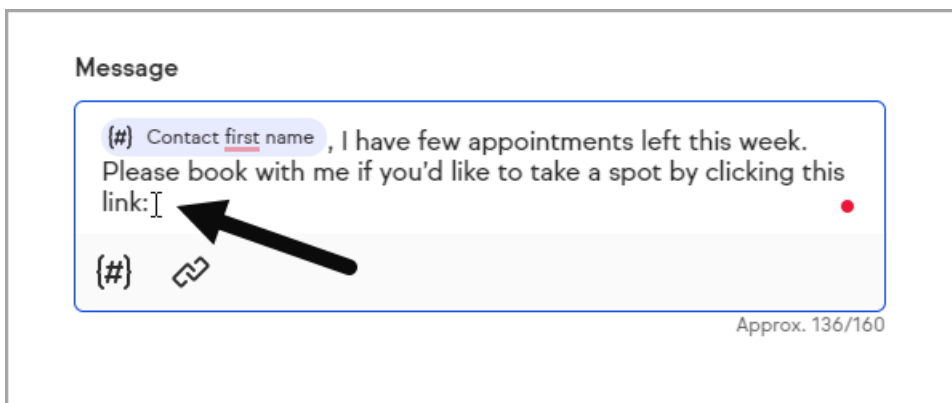 Message
{#} Contact first name , I have few appointments left this week.
Please book with me if you'd like to take a spot by clicking this
link:
{#}
Approx. 136/160